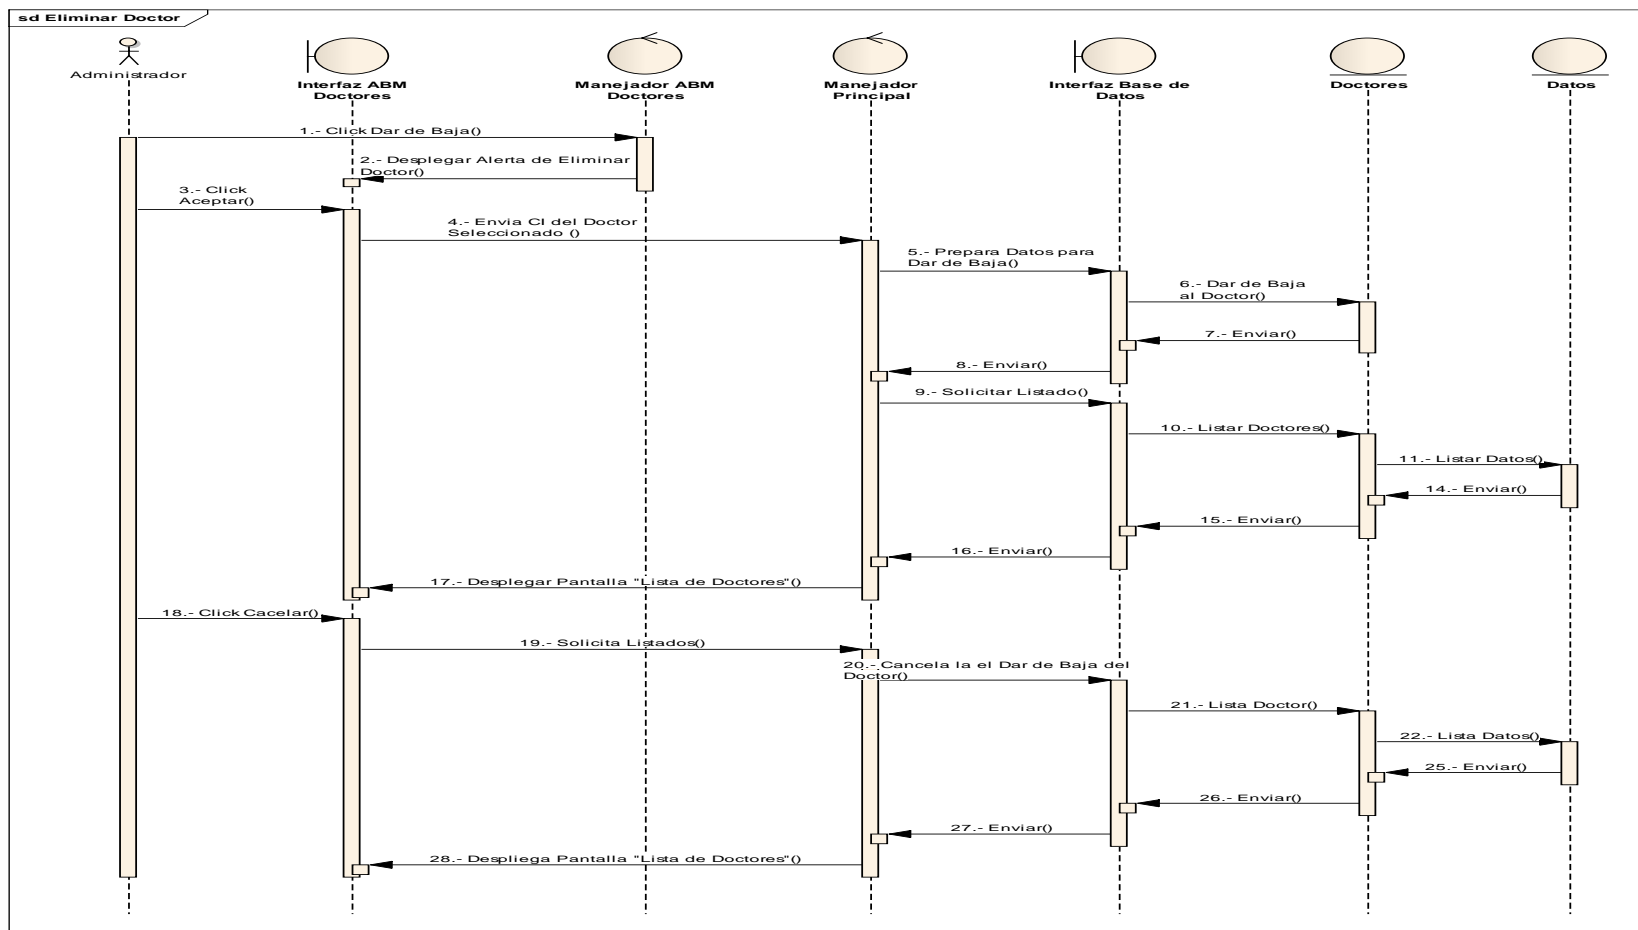 sd Eliminar Doctor
Administrador
Interfaz ABM
Doctores
Manejador ABM
Doctores
Manejador
Principal
Interfaz Base de
Datos
Doctores
Datos
1.- Click Dar de Baja()
2.- Desplegar Alerta de Eliminar
Doctor()
3.- Click
Aceptar()
4.- Envia CI del Doctor
Seleccionado ()
5.- Prepara Datos para
Dar de Baja()
6.- Dar de Baja
al Doctor()
7.- Enviar()
8.- Enviar()
9.- Solicitar Listado()
10.- Listar Doctores()
11.- Listar Datos()
14.- Enviar()
15.- Enviar()
16.- Enviar()
17.- Desplegar Pantalla "Lista de Doctores"()
18.- Click Cacelar()
19.- Solicita Listados()
20.- Cancela la el Dar de Baja del
Doctor()
21.- Lista Doctor()
22.- Lista Datos()
25.- Enviar()
26.- Enviar()
27.- Enviar()
28.- Despliega Pantalla "Lista de Doctores"()